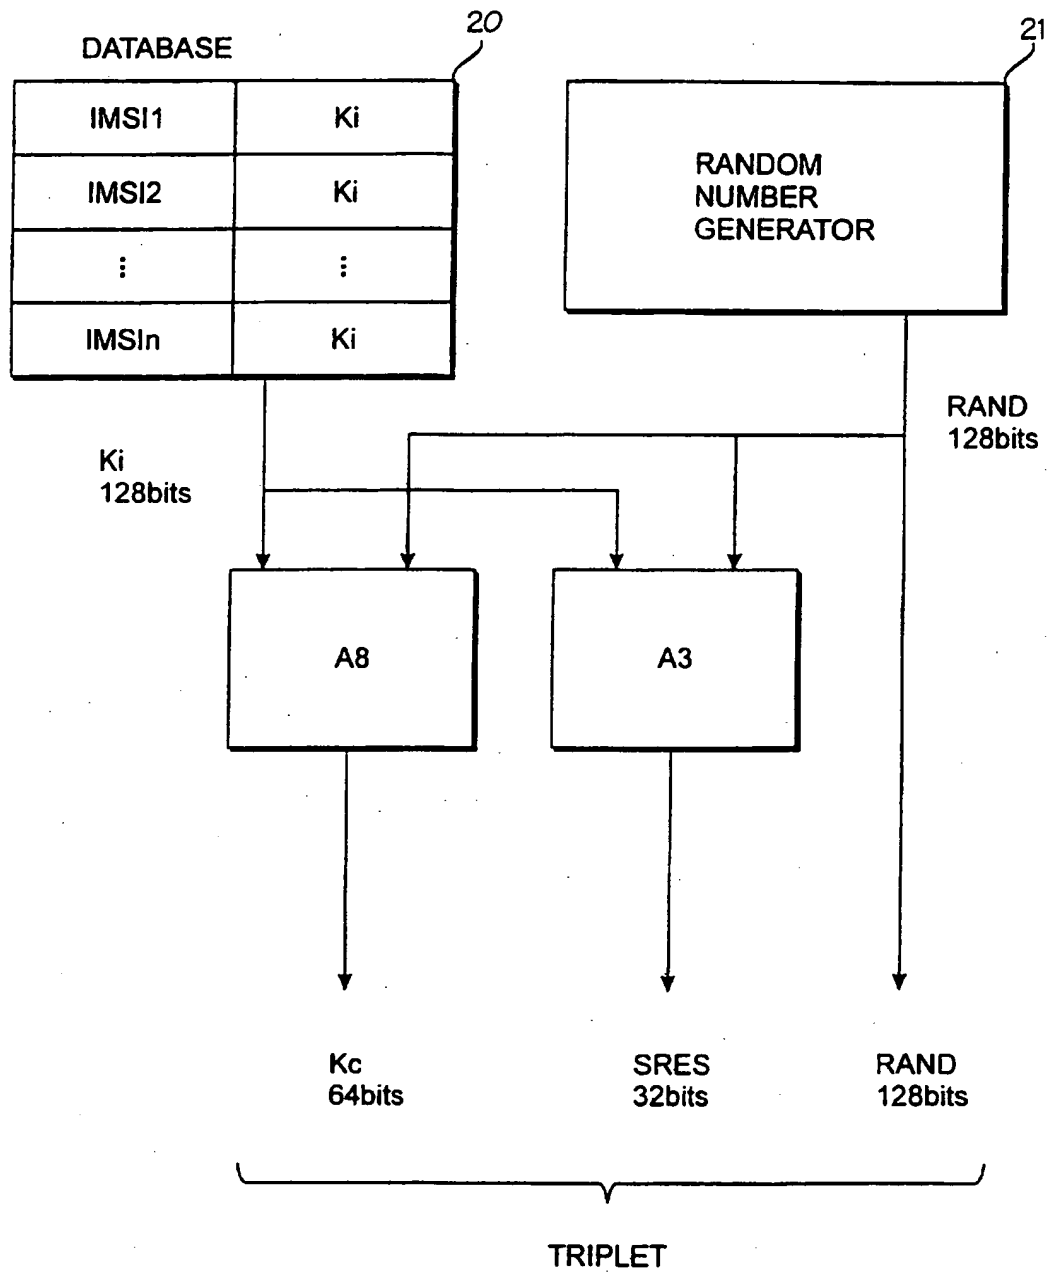 20
21
DATABASE
IMSI1 Ki
IMSI2 Ki
⋮ ⋮
IMSIn Ki
RANDOM
NUMBER
GENERATOR
RAND
128bits
Ki
128bits
A8
A3
Kc
64bits
SRES
32bits
RAND
128bits
TRIPLET